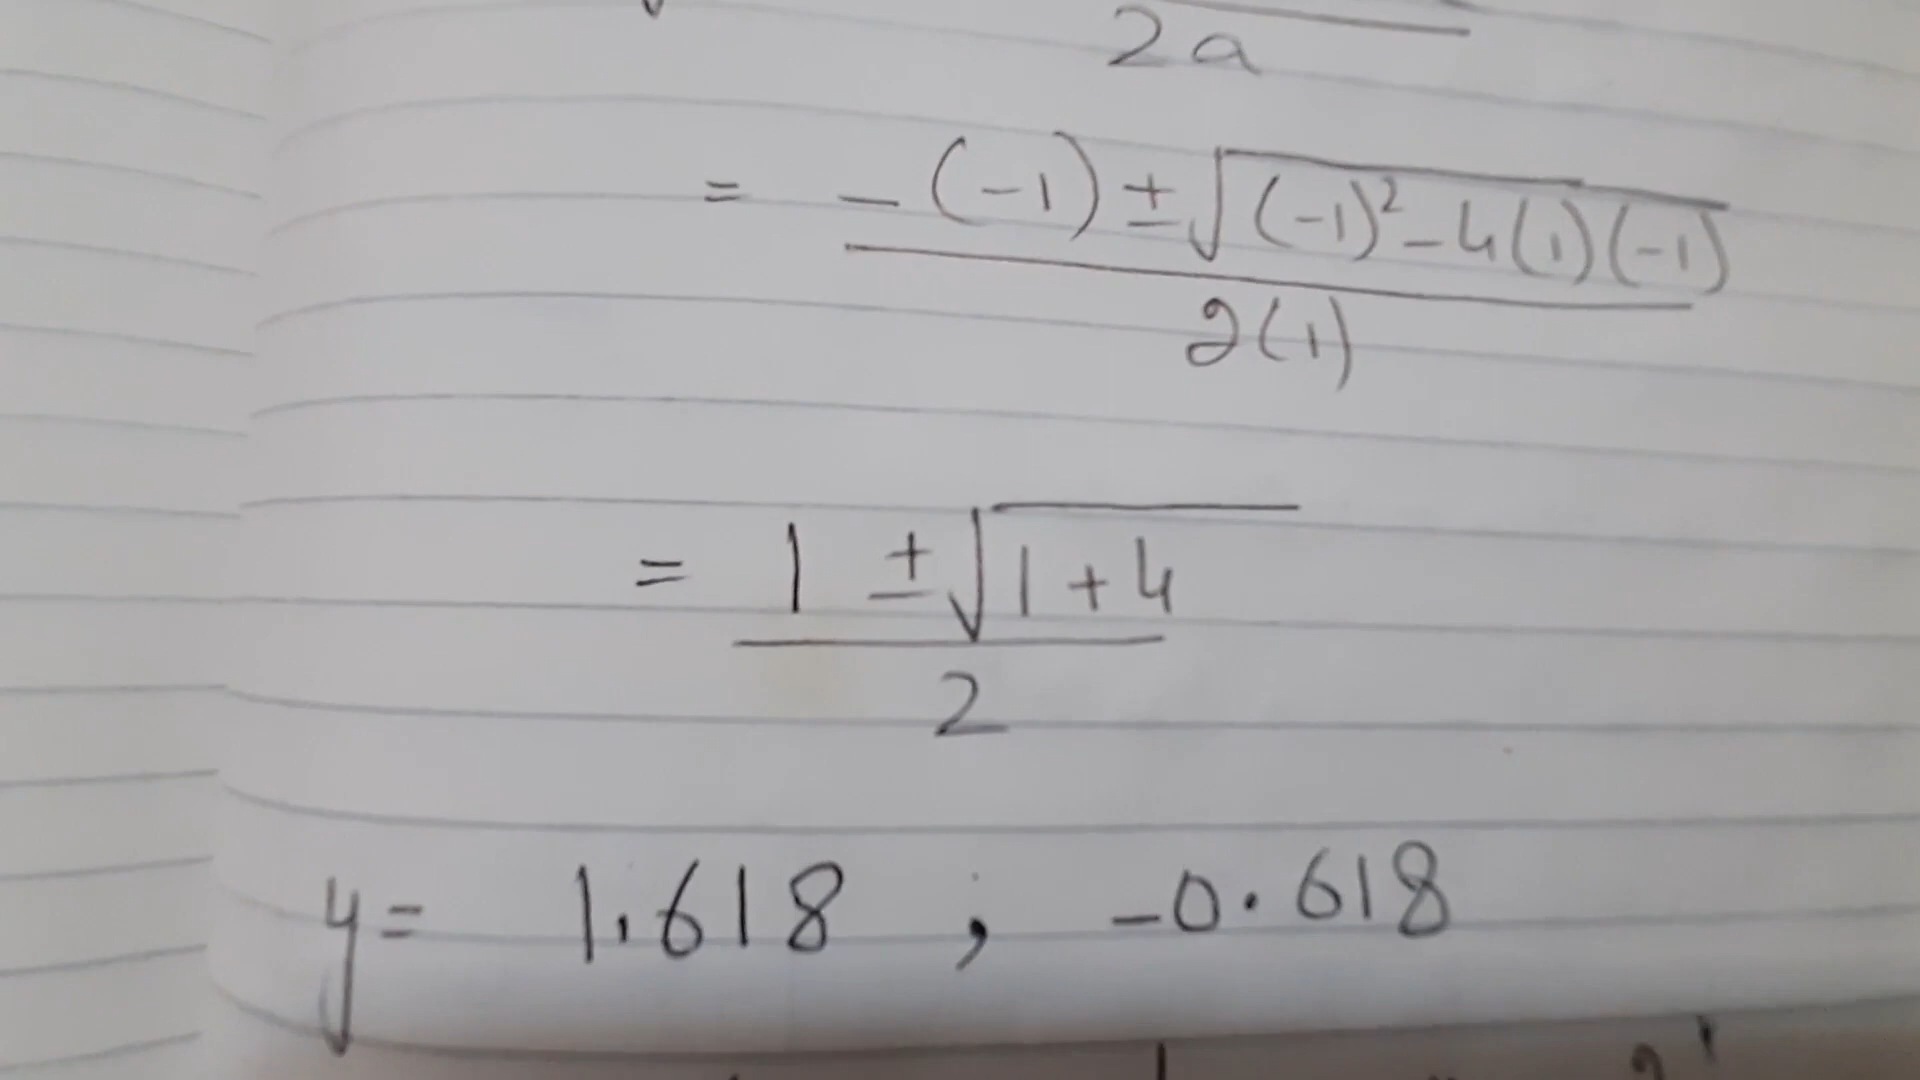 2a
= -(-1) ± √(-1)² - 4(1)(-1)
2(1)
= 1 ± √1 + 4
2
y = 1.618 ; -0.618